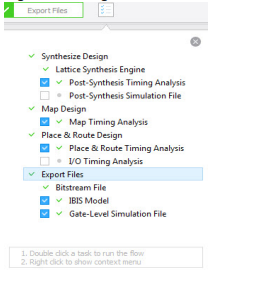 Export Files
Synthesize Design
Lattice Synthesis Engine
Post-Synthesis Timing Analysis
Post-Synthesis Simulation File
Map Design
Map Timing Analysis
Place & Route Design
Place & Route Timing Analysis
I/O Timing Analysis
Export Files
Bitstream File
IBIS Model
Gate-Level Simulation File
1. Double click a task to run the flow
2. Right click to show context menu